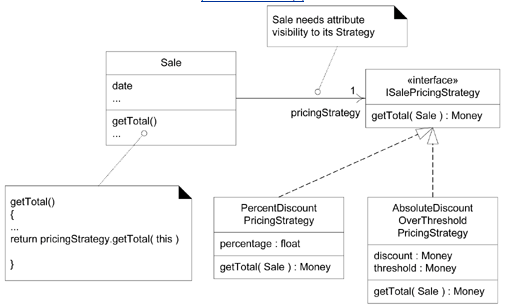 Sale needs attribute
visibility to its Strategy
Sale
date
...
getTotal()
...
1
pricingStrategy
«interface»
ISalePricingStrategy
getTotal( Sale ) : Money
getTotal()
{
...
return pricingStrategy.getTotal( this )
}
PercentDiscount
PricingStrategy
percentage : float
getTotal( Sale ) : Money
AbsoluteDiscount
OverThreshold
PricingStrategy
discount : Money
threshold : Money
getTotal( Sale ) : Money